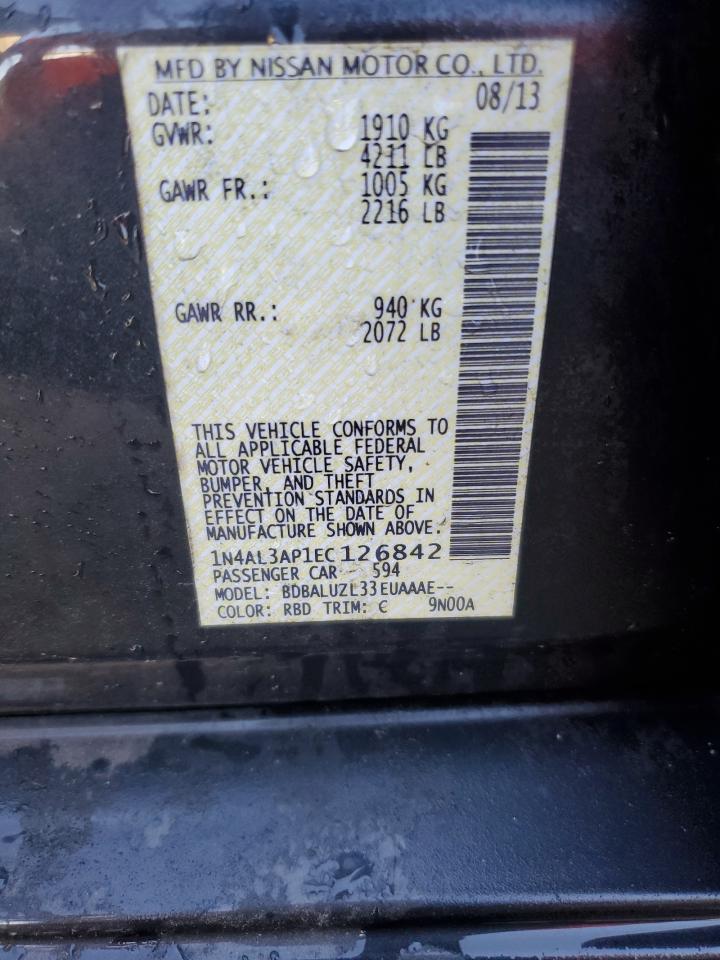 MFD BY NISSAN MOTOR CO., LTD.
DATE: 08/13
GVWR: 1910 KG
4211 LB
GAWR FR.: 1005 KG
2216 LB
GAWR RR.: 940 KG
2072 LB
THIS VEHICLE CONFORMS TO
ALL APPLICABLE FEDERAL
MOTOR VEHICLE SAFETY,
BUMPER, AND THEFT
PREVENTION STANDARDS IN
EFFECT ON THE DATE OF
MANUFACTURE SHOWN ABOVE.
1N4AL3AP1EC126842
PASSENGER CAR 594
MODEL: BDBALUZL33EUAAAE--
COLOR: RBD TRIM: C 9N00A